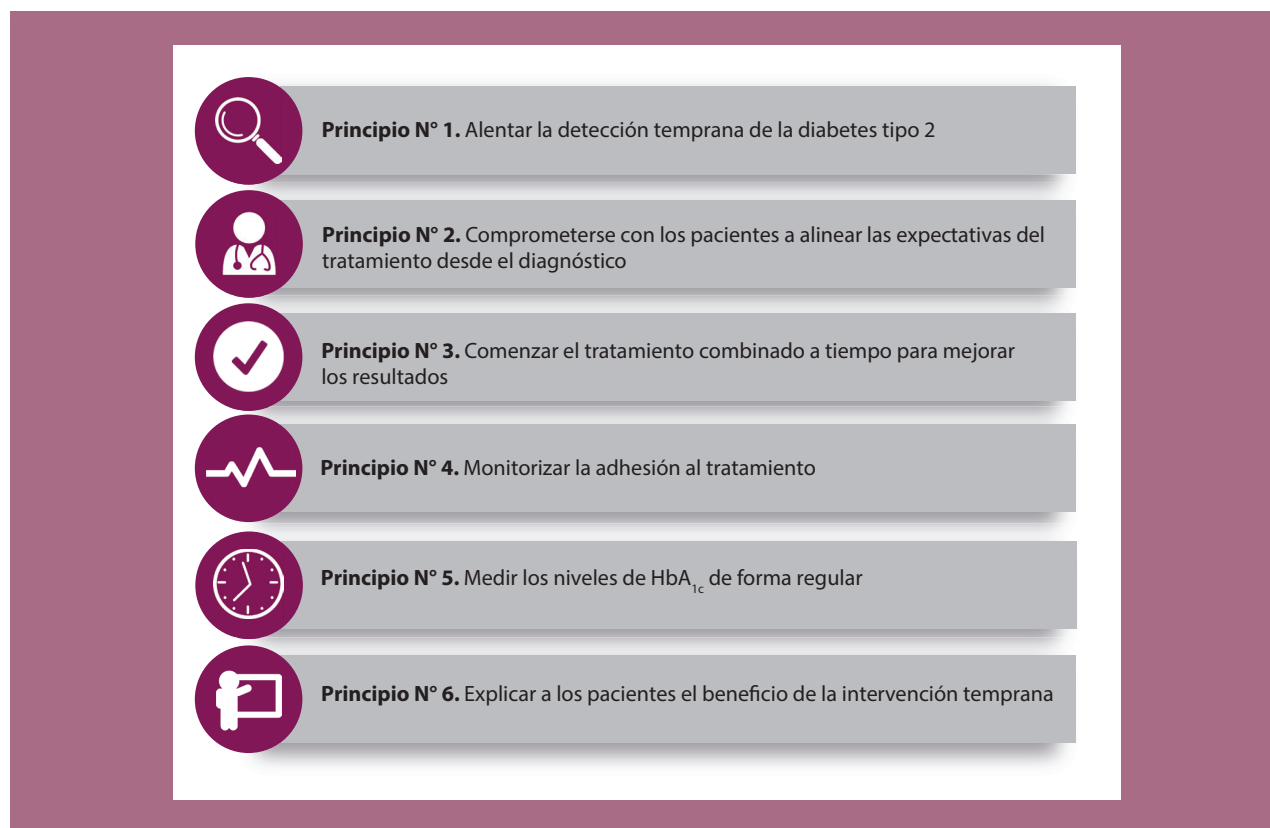 Principio N° 1. Alentar la detección temprana de la diabetes tipo 2
Principio N° 2. Comprometerse con los pacientes a alinear las expectativas del
tratamiento desde el diagnóstico
Principio N° 3. Comenzar el tratamiento combinado a tiempo para mejorar
los resultados
Principio N° 4. Monitorizar la adhesión al tratamiento
Principio N° 5. Medir los niveles de HbA1c de forma regular
Principio N° 6. Explicar a los pacientes el beneficio de la intervención temprana